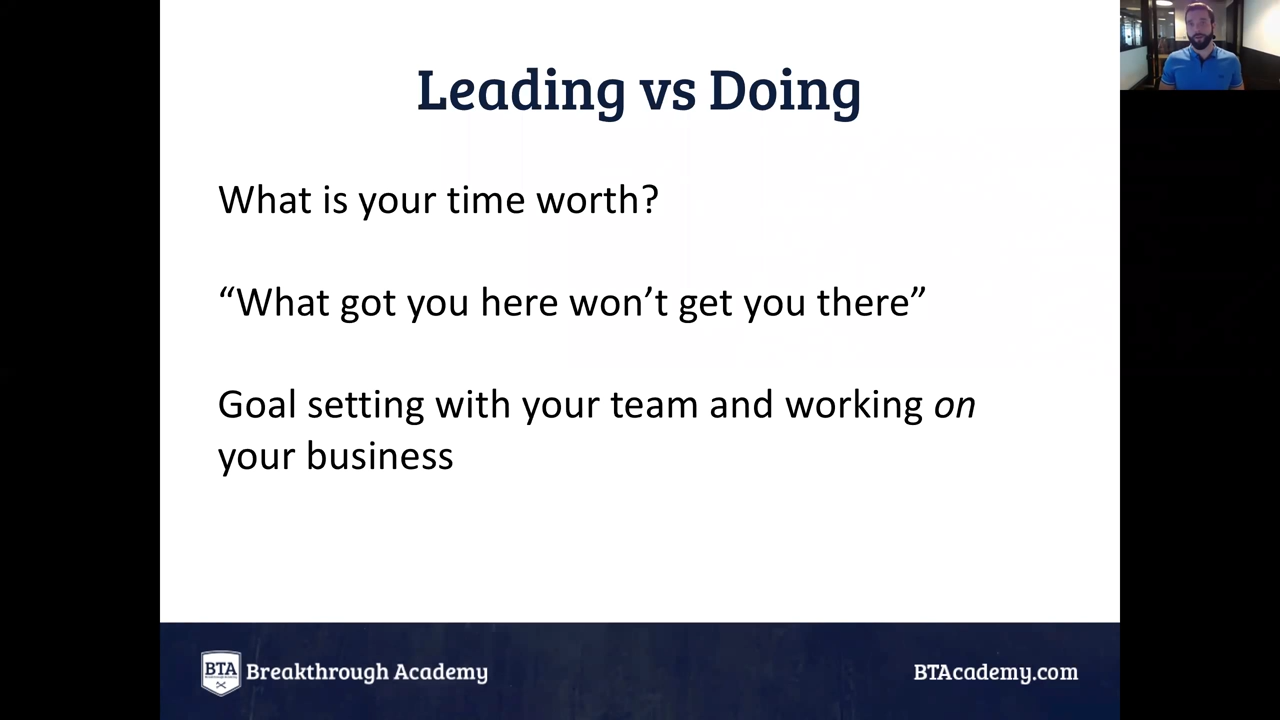 Leading vs Doing
What is your time worth?
“What got you here won’t get you there”
Goal setting with your team and working on
your business
BTA
Breakthrough Academy
BTAcademy.com